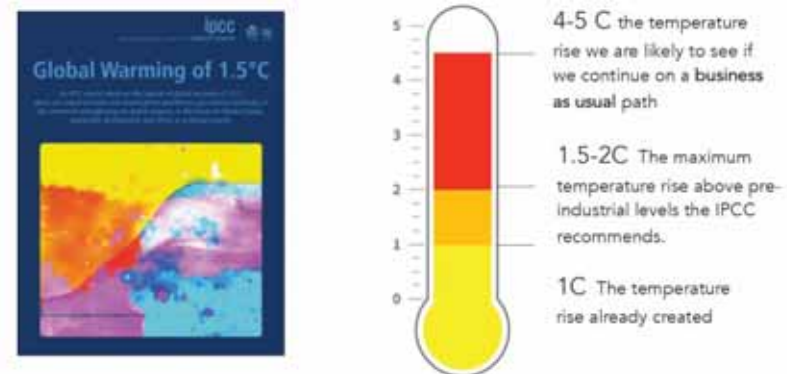 ipcc
Global Warming of 1.5°C
5
4
3
2
1
0
4-5 C the temperature
rise we are likely to see if
we continue on a business
as usual path
1.5-2C The maximum
temperature rise above pre-
industrial levels the IPCC
recommends.
1C The temperature
rise already created